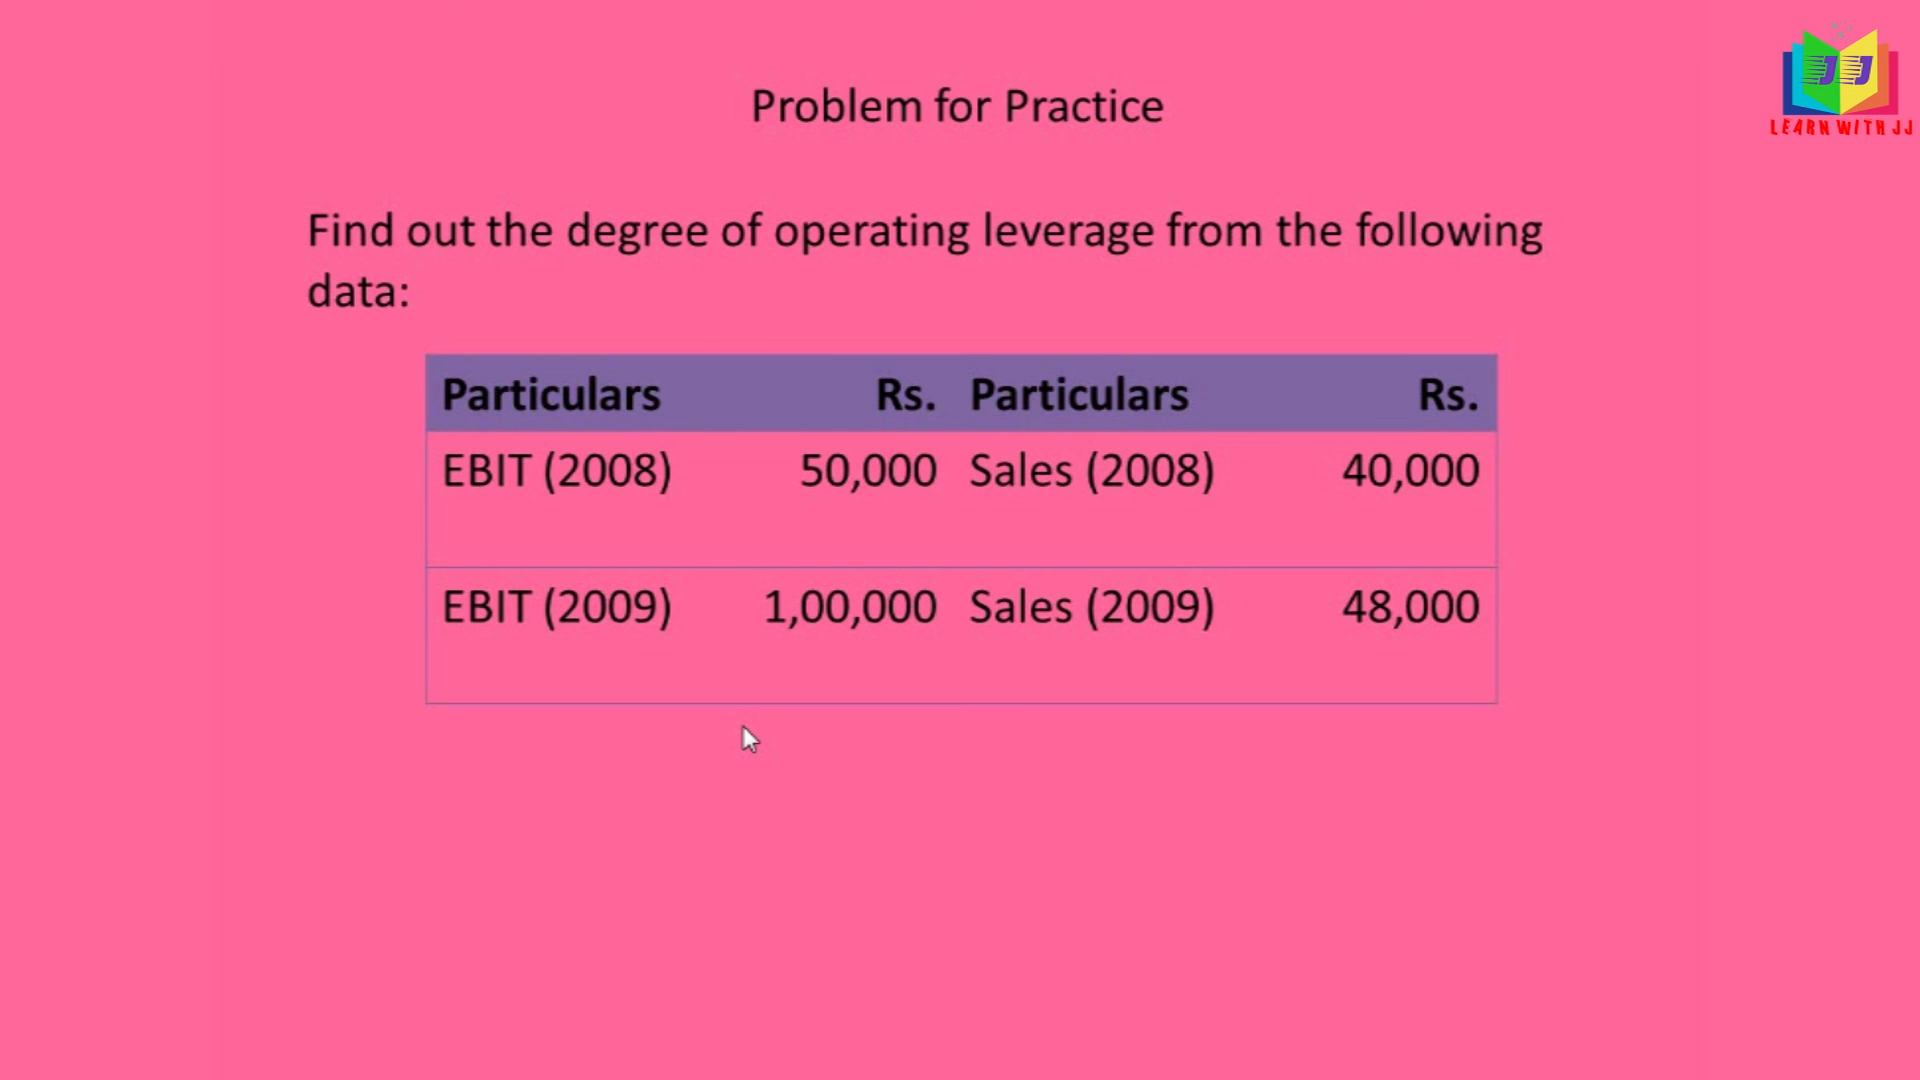 JJ
LEARN WITH JJ
Problem for Practice
Find out the degree of operating leverage from the following
data:
Particulars Rs. Particulars Rs.
EBIT (2008) 50,000 Sales (2008) 40,000
EBIT (2009) 1,00,000 Sales (2009) 48,000